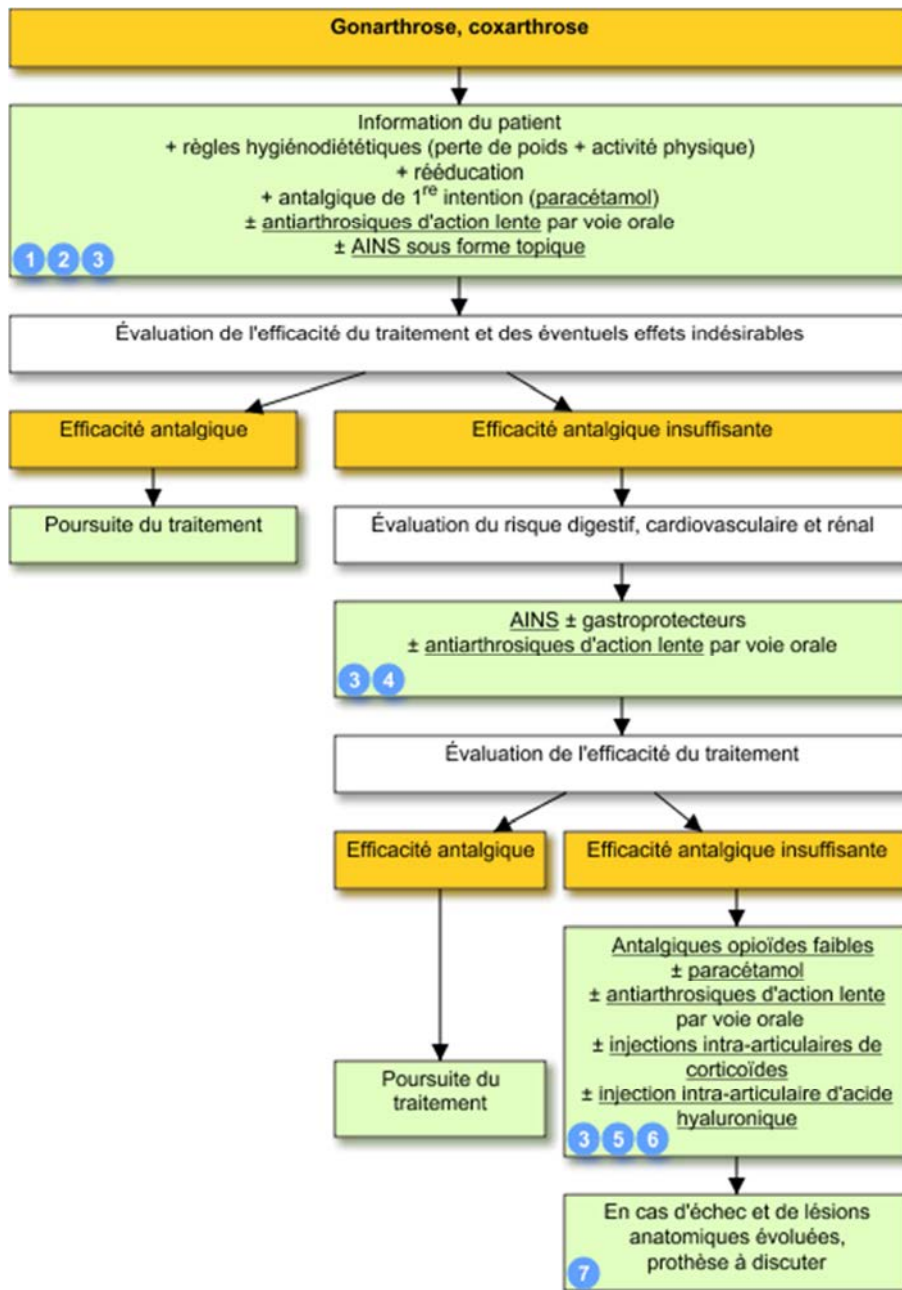 Gonarthrose, coxarthrose
Information du patient
+ règles hygiénodiététiques (perte de poids + activité physique)
+ rééducation
+ antalgique de 1re intention (paracétamol)
± antiarthrosiques d'action lente par voie orale
± AINS sous forme topique
1 2 3
Évaluation de l'efficacité du traitement et des éventuels effets indésirables
Efficacité antalgique
Efficacité antalgique insuffisante
Poursuite du traitement
Évaluation du risque digestif, cardiovasculaire et rénal
AINS ± gastroprotecteurs
± antiarthrosiques d'action lente par voie orale
3 4
Évaluation de l'efficacité du traitement
Efficacité antalgique
Efficacité antalgique insuffisante
Poursuite du
traitement
Antalgiques opioïdes faibles
± paracétamol
± antiarthrosiques d'action lente
par voie orale
± injections intra-articulaires de
corticoïdes
± injection intra-articulaire d'acide
hyaluronique
3 5 6
En cas d'échec et de lésions
anatomiques évoluées,
prothèse à discuter
7